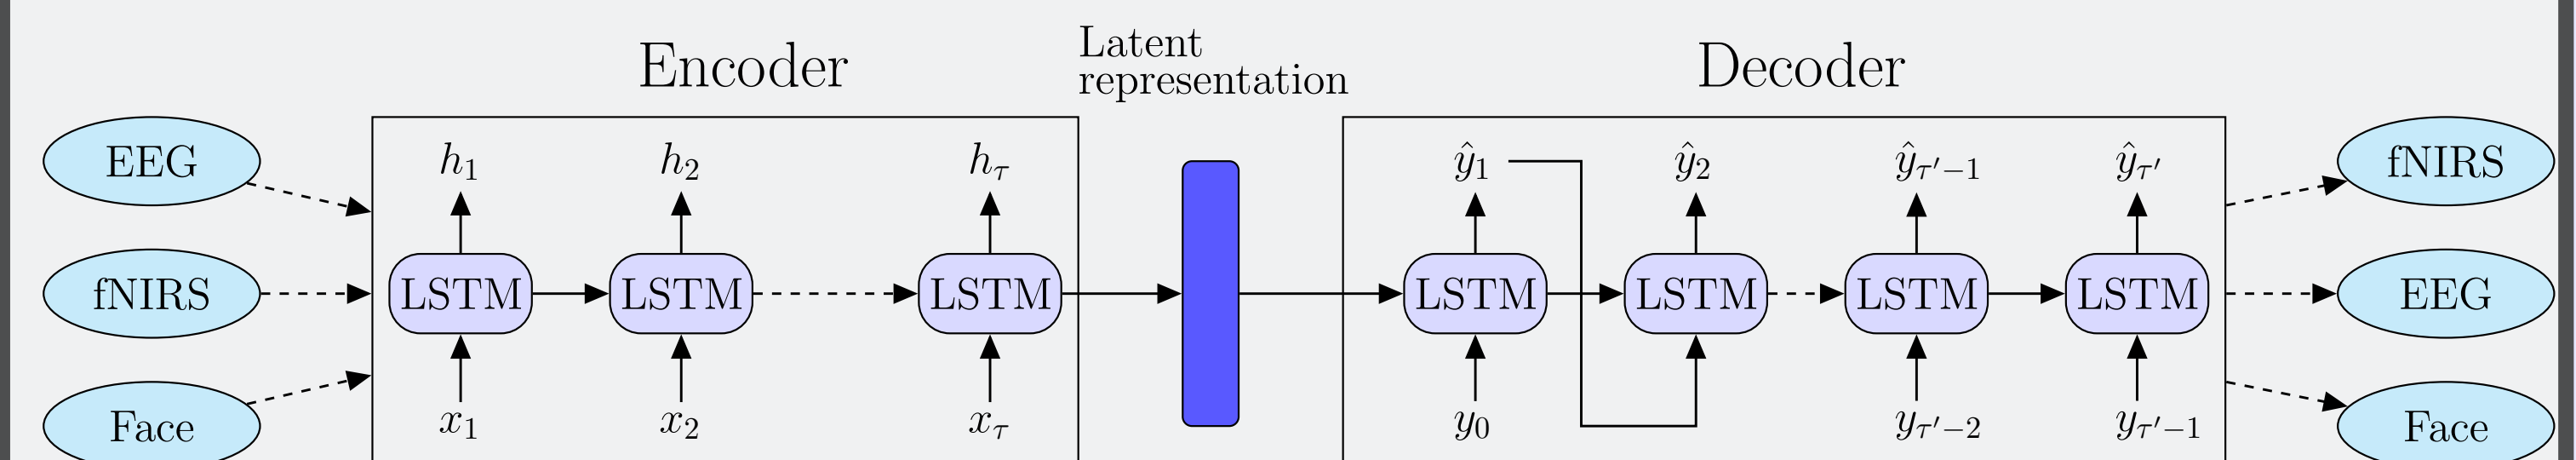 Latent
representation
Encoder
Decoder
EEG
h₁ h₂ h_τ
ŷ₁ ŷ₂ ŷ_τ′−1 ŷ_τ′
fNIRS
fNIRS
LSTM LSTM LSTM
LSTM LSTM LSTM LSTM
EEG
Face
x₁ x₂ x_τ
y₀ y_τ′−2 y_τ′−1
Face